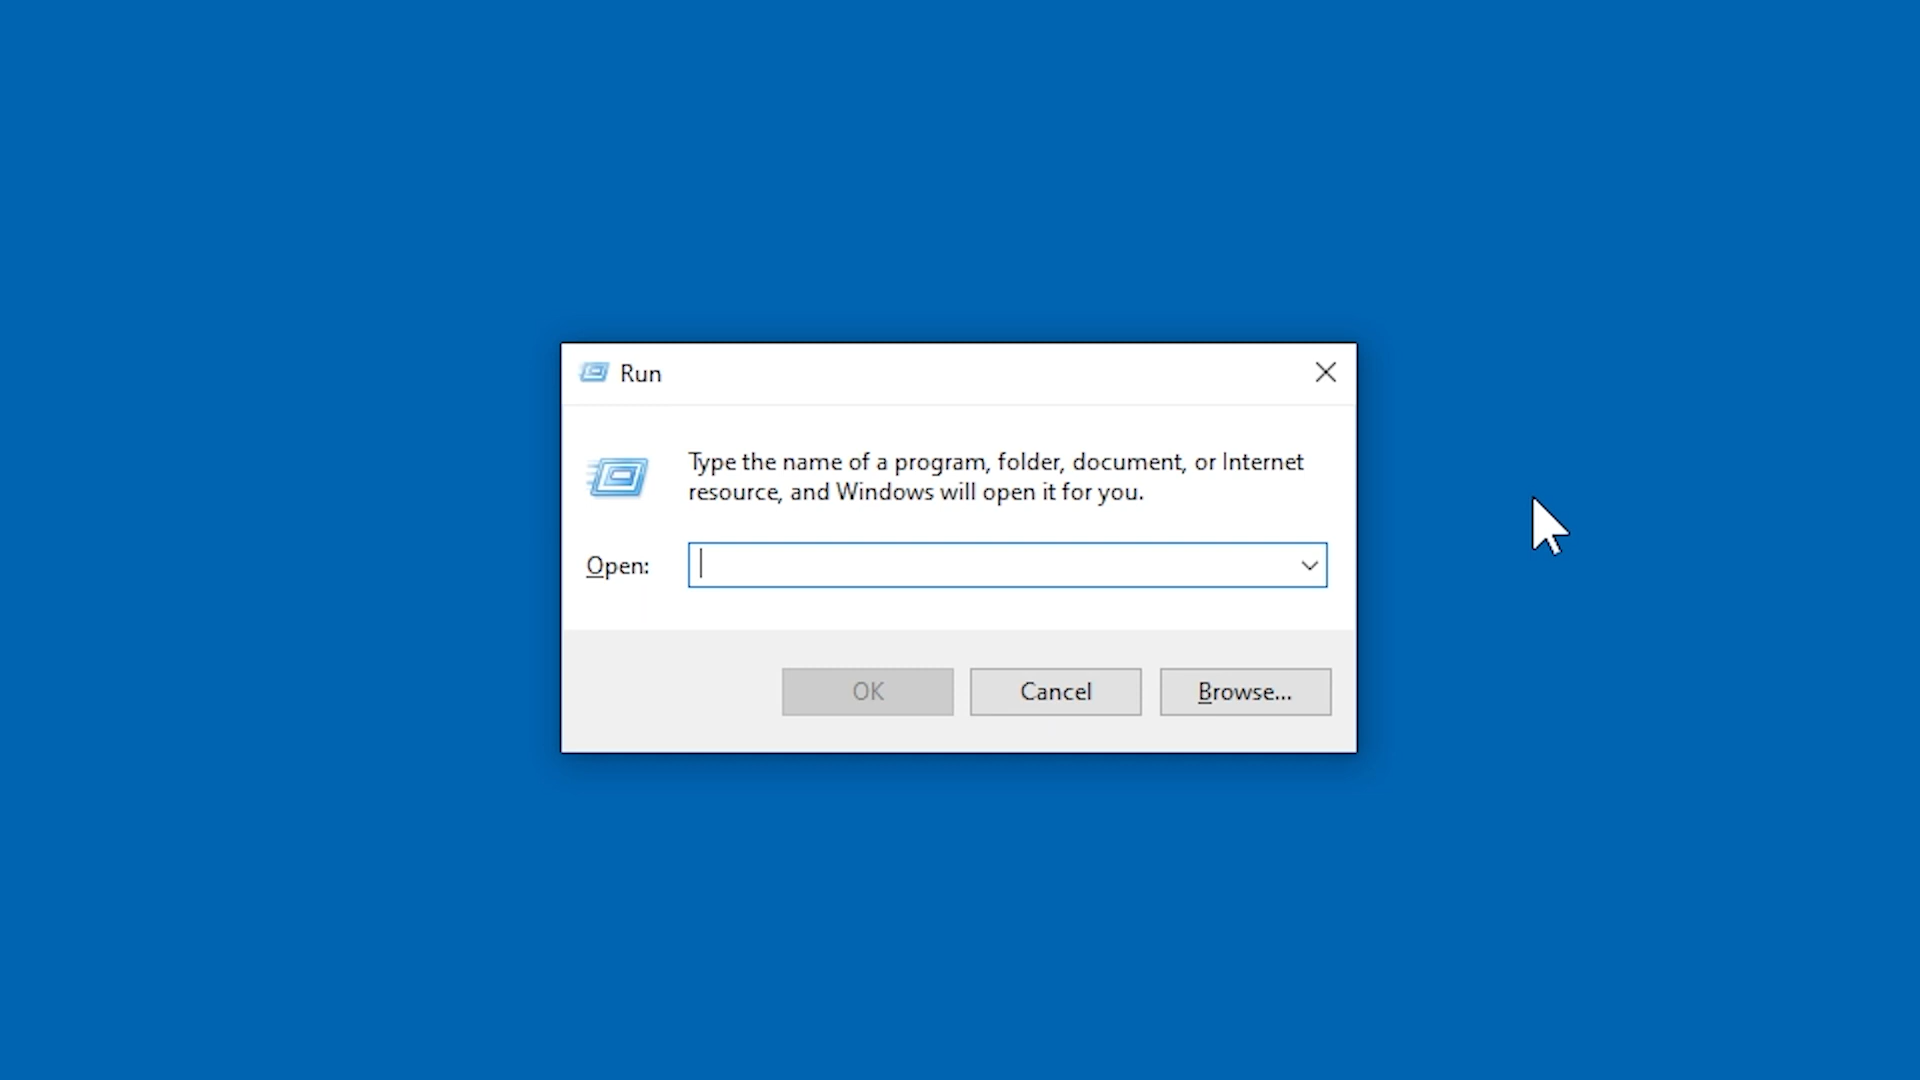 Run
Type the name of a program, folder, document, or Internet
resource, and Windows will open it for you.
Open:
OK
Cancel
Browse...